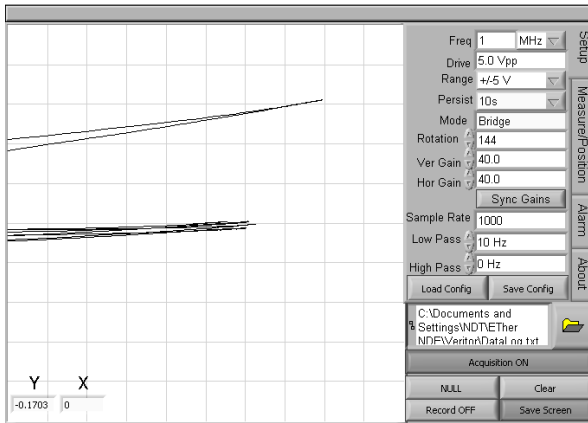 Freq 1 MHz
Drive 5.0 Vpp
Range +/-5 V
Persist 10s
Mode Bridge
Rotation 144
Ver Gain 40.0
Hor Gain 40.0
Sync Gains
Sample Rate 1000
Low Pass 10 Hz
High Pass 0 Hz
Load Config Save Config
Setup
Measure/Position
Alarm
About
C:\Documents and
Settings\NDT\ETher
NDE\Veritor\DataLog.txt
Acquisition ON
NULL Clear
Record OFF Save Screen
Y X
-0.1703 0